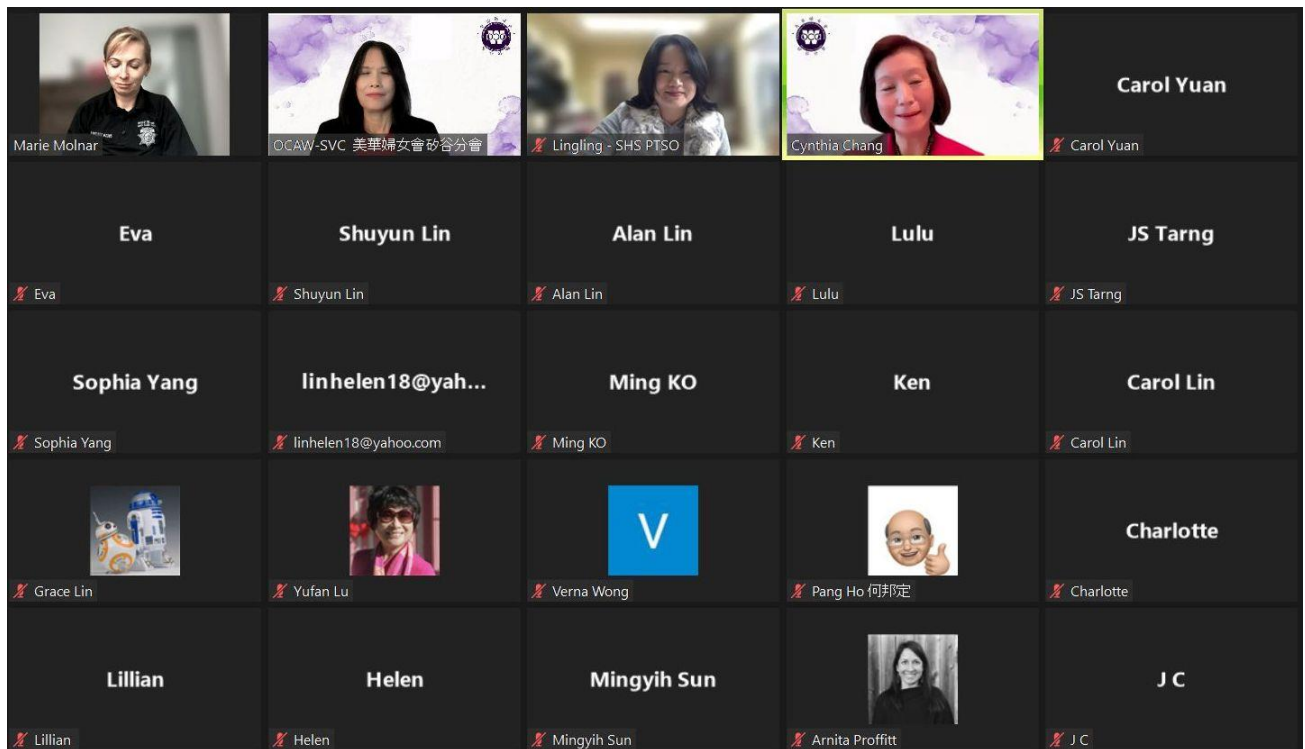 Marie Molnar
OCAW-SVC 美華婦女會矽谷分會
Lingling - SHS PTSO
Cynthia Chang
Carol Yuan
Carol Yuan
Eva
Eva
Shuyun Lin
Shuyun Lin
Alan Lin
Alan Lin
Lulu
Lulu
JS Tarng
JS Tarng
Sophia Yang
Sophia Yang
linhelen18@yah...
linhelen18@yahoo.com
Ming KO
Ming KO
Ken
Ken
Carol Lin
Carol Lin
Grace Lin
Yufan Lu
V
Verna Wong
Pang Ho 何邦定
Charlotte
Charlotte
Lillian
Lillian
Helen
Helen
Mingyih Sun
Mingyih Sun
Arnita Proffitt
J C
J C